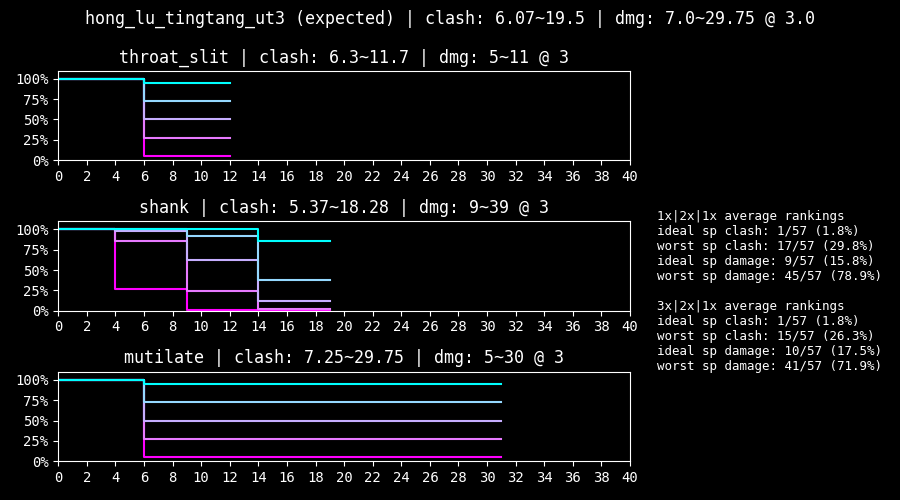 hong_lu_tingtang_ut3 (expected) | clash: 6.07~19.5 | dmg: 7.0~29.75 @ 3.0
throat_slit | clash: 6.3~11.7 | dmg: 5~11 @ 3
100%
75%
50%
25%
0%
0 2 4 6 8 10 12 14 16 18 20 22 24 26 28 30 32 34 36 38 40
shank | clash: 5.37~18.28 | dmg: 9~39 @ 3
100%
75%
50%
25%
0%
0 2 4 6 8 10 12 14 16 18 20 22 24 26 28 30 32 34 36 38 40
mutilate | clash: 7.25~29.75 | dmg: 5~30 @ 3
100%
75%
50%
25%
0%
0 2 4 6 8 10 12 14 16 18 20 22 24 26 28 30 32 34 36 38 40
1x|2x|1x average rankings
ideal sp clash: 1/57 (1.8%)
worst sp clash: 17/57 (29.8%)
ideal sp damage: 9/57 (15.8%)
worst sp damage: 45/57 (78.9%)
3x|2x|1x average rankings
ideal sp clash: 1/57 (1.8%)
worst sp clash: 15/57 (26.3%)
ideal sp damage: 10/57 (17.5%)
worst sp damage: 41/57 (71.9%)